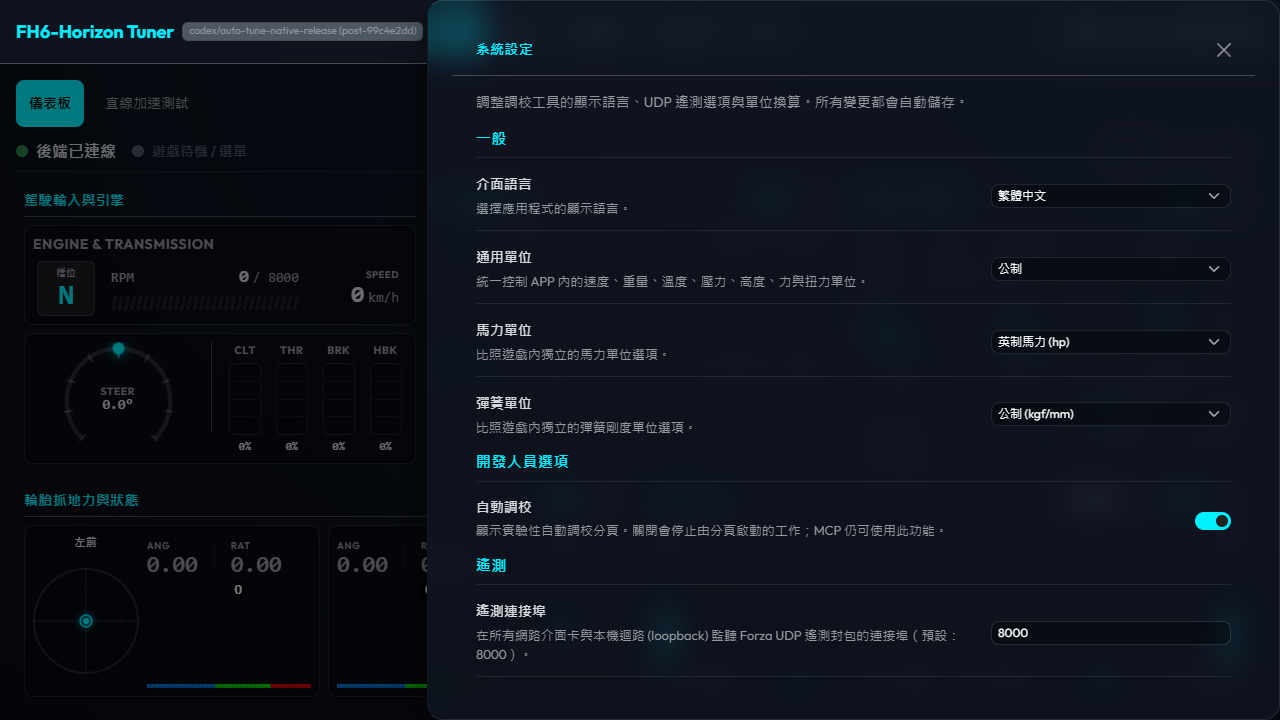 FH6-Horizon Tuner
codex/auto-tune-native-release (post-99c4e2dd)
儀表板
直線加速測試
後端已連線
遊戲待機 / 選單
駕駛輸入與引擎
ENGINE & TRANSMISSION
檔位
N
RPM
0 / 8000
SPEED
0 km/h
STEER
0.0°
CLT THR BRK HBK
0% 0% 0% 0%
輪胎抓地力與狀態
左前
ANG RAT
0.00 0.00
0
ANG
0.00
系統設定
調整調校工具的顯示語言、UDP 遙測選項與單位換算。所有變更都會自動儲存。
一般
介面語言
選擇應用程式的顯示語言。
繁體中文
通用單位
統一控制 APP 內的速度、重量、溫度、壓力、高度、力與扭力單位。
公制
馬力單位
比照遊戲內獨立的馬力單位選項。
英制馬力 (hp)
彈簧單位
比照遊戲內獨立的彈簧剛度單位選項。
公制 (kgf/mm)
開發人員選項
自動調校
顯示實驗性自動調校分頁。關閉會停止由分頁啟動的工作；MCP 仍可使用此功能。
遙測
遙測連接埠
在所有網路介面卡與本機迴路 (loopback) 監聽 Forza UDP 遙測封包的連接埠（預設：
8000）。
8000